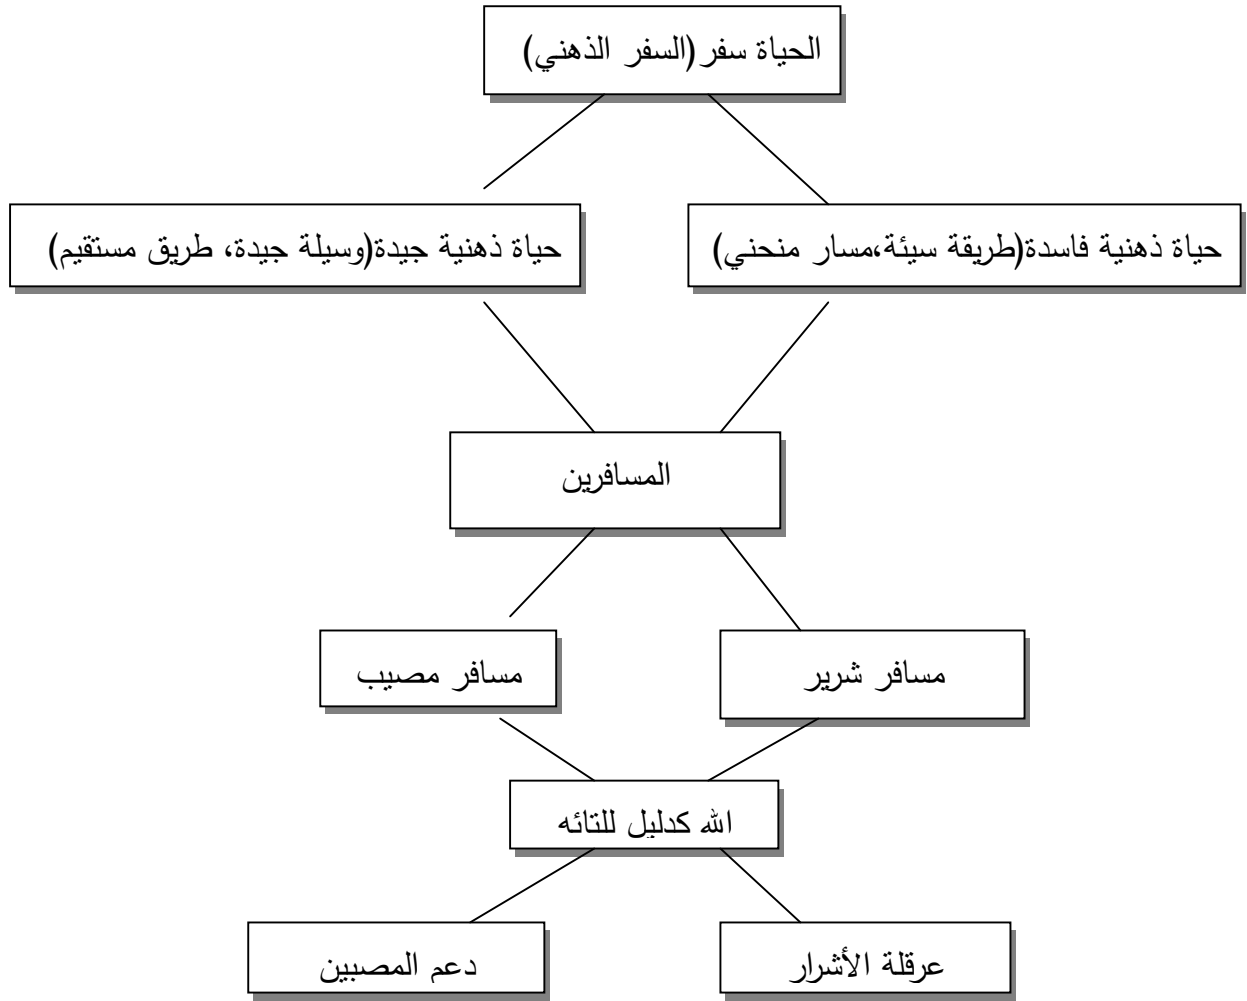 الحياة سفر (السفر الذهني)
حياة ذهنية فاسدة(طريقة سيئة،مسار منحني)
حياة ذهنية جيدة(وسيلة جيدة، طريق مستقيم)
المسافرين
مسافر شرير
مسافر مصيب
الله كدليل للتائه
عرقلة الأشرار
دعم المصبين